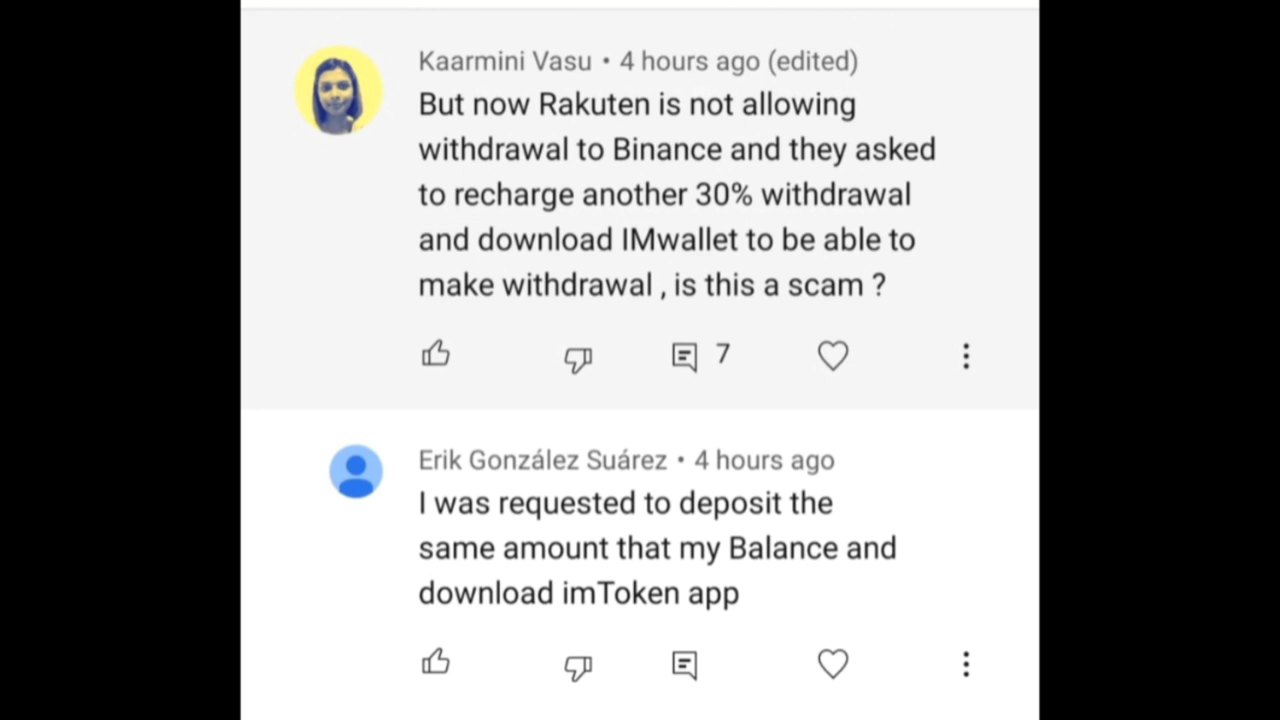 Kaarmini Vasu • 4 hours ago (edited)
But now Rakuten is not allowing
withdrawal to Binance and they asked
to recharge another 30% withdrawal
and download IMwallet to be able to
make withdrawal , is this a scam ?
7
Erik González Suárez • 4 hours ago
I was requested to deposit the
same amount that my Balance and
download imToken app